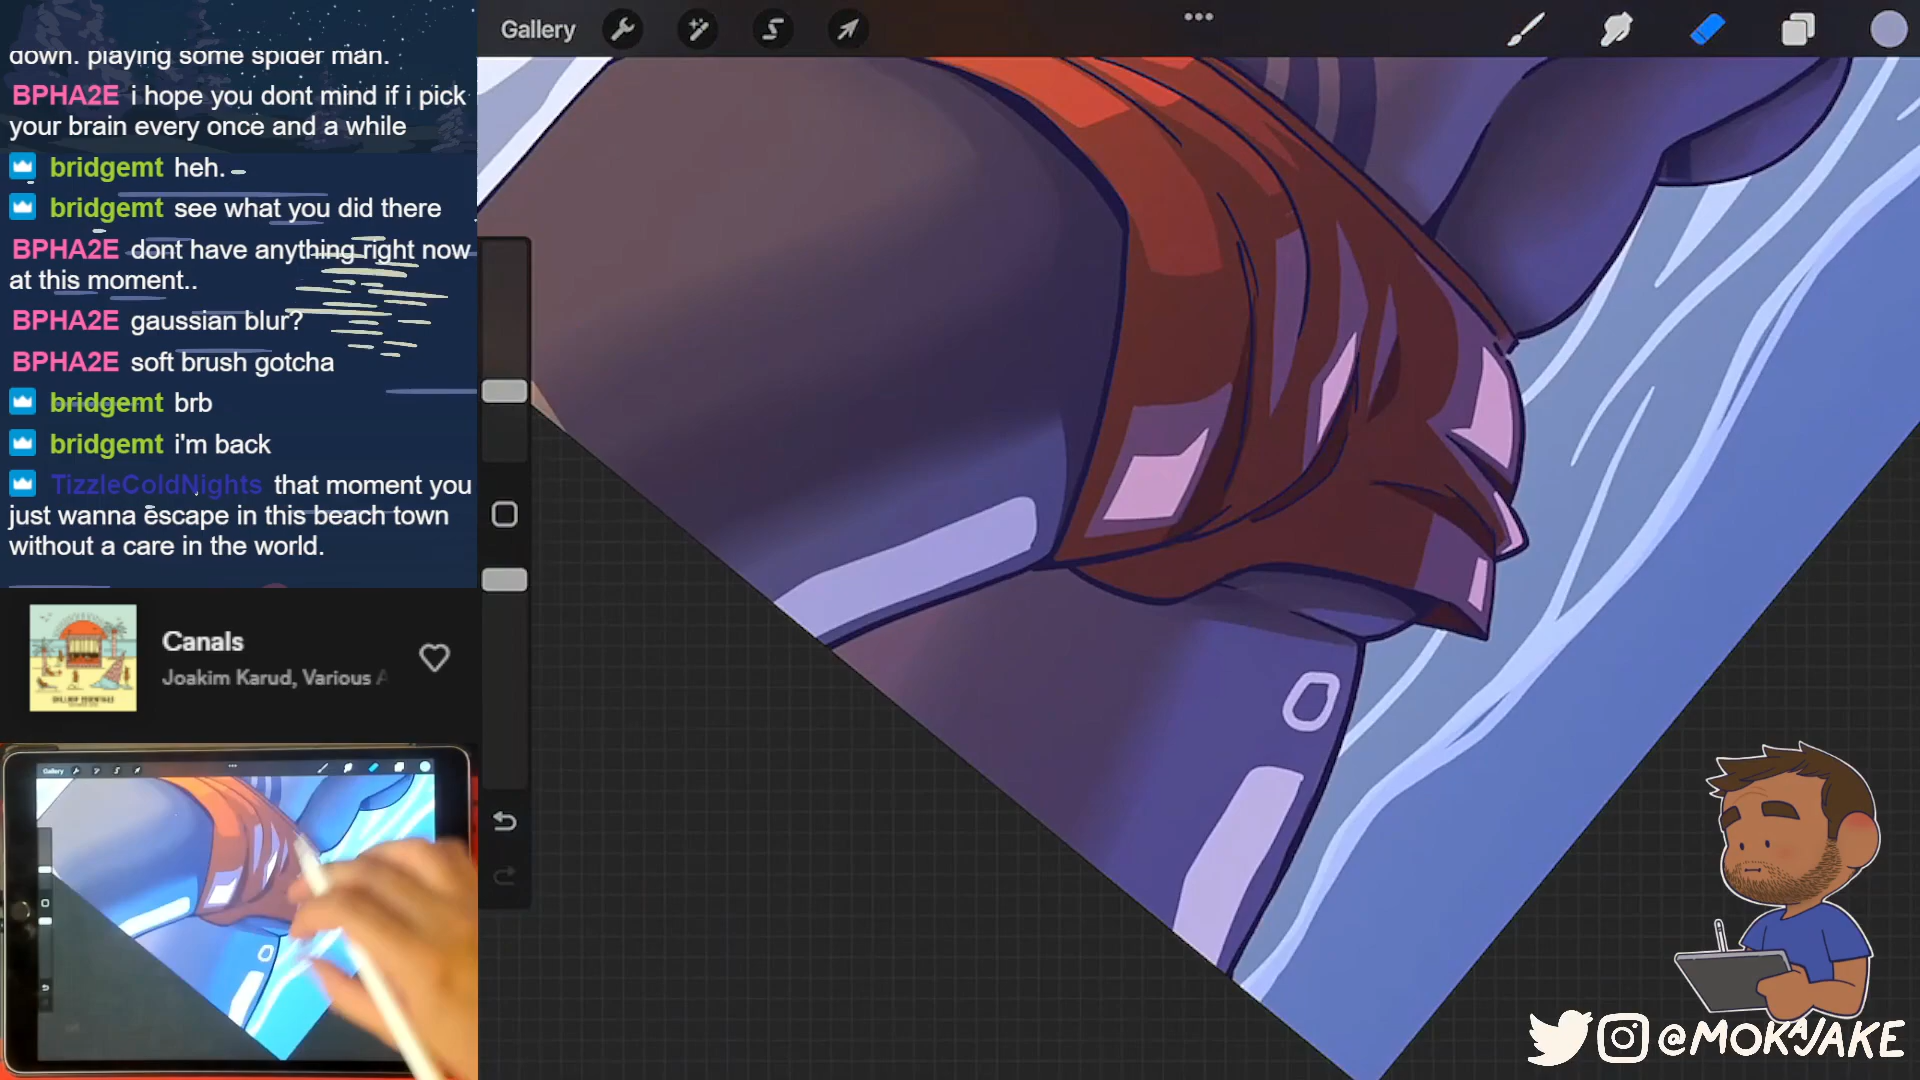 down. playing some spider man.
BPHA2E i hope you dont mind if i pick
your brain every once and a while
bridgemt heh.
bridgemt see what you did there
BPHA2E dont have anything right now
at this moment..
BPHA2E gaussian blur?
BPHA2E soft brush gotcha
bridgemt brb
bridgemt i'm back
TizzleColdNights that moment you
just wanna escape in this beach town
without a care in the world.
Canals
Joakim Karud, Various A
Gallery
Gallery
@MOKAJAKE